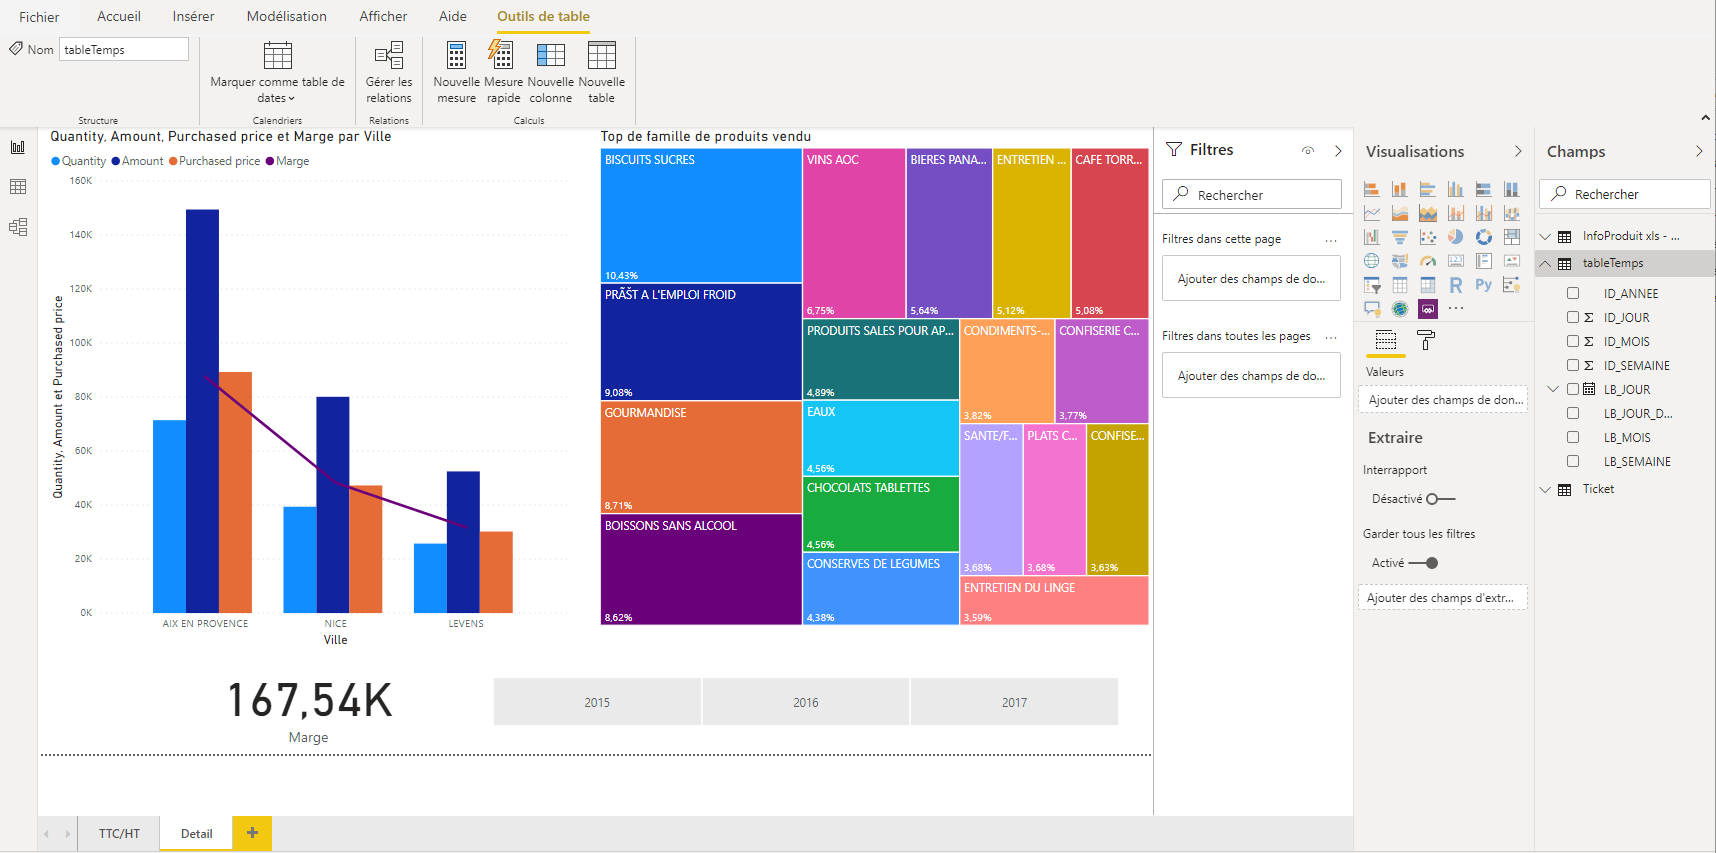 Fichier
Accueil
Insérer
Modélisation
Afficher
Aide
Outils de table
Nom
tableTemps
Marquer comme table de
dates
Gérer les
relations
Nouvelle
mesure
Mesure
rapide
Nouvelle
colonne
Nouvelle
table
Structure
Calendriers
Relations
Calculs
Quantity, Amount, Purchased price et Marge par Ville
Quantity
Amount
Purchased price
Marge
160K
140K
120K
100K
80K
60K
40K
20K
0K
Quantity, Amount et Purchased price
AIX EN PROVENCE
NICE
LEVENS
Ville
Top de famille de produits vendu
BISCUITS SUCRES
10,43%
PRÃŠT A L'EMPLOI FROID
9,08%
GOURMANDISE
8,71%
BOISSONS SANS ALCOOL
8,62%
VINS AOC
6,75%
BIERES PANA...
5,64%
ENTRETIEN ...
5,12%
CAFE TORR...
5,08%
PRODUITS SALES POUR AP...
4,89%
EAUX
4,56%
CHOCOLATS TABLETTES
4,56%
CONSERVES DE LEGUMES
4,38%
CONDIMENTS-...
3,82%
CONFISERIE C...
3,77%
SANTE/F...
3,68%
PLATS C...
3,68%
CONFISE...
3,63%
ENTRETIEN DU LINGE
3,59%
167,54K
Marge
2015
2016
2017
TTC/HT
Detail
+
Filtres
Rechercher
Filtres dans cette page
...
Ajouter des champs de do...
Filtres dans toutes les pages
...
Ajouter des champs de do...
Visualisations
123
R
Py
...
Valeurs
Ajouter des champs de don...
Extraire
Interrapport
Désactivé
Garder tous les filtres
Activé
Ajouter des champs d'extr...
Champs
Rechercher
InfoProduit xls - ...
tableTemps
ID_ANNEE
Σ ID_JOUR
Σ ID_MOIS
Σ ID_SEMAINE
LB_JOUR
LB_JOUR_D...
LB_MOIS
LB_SEMAINE
Ticket